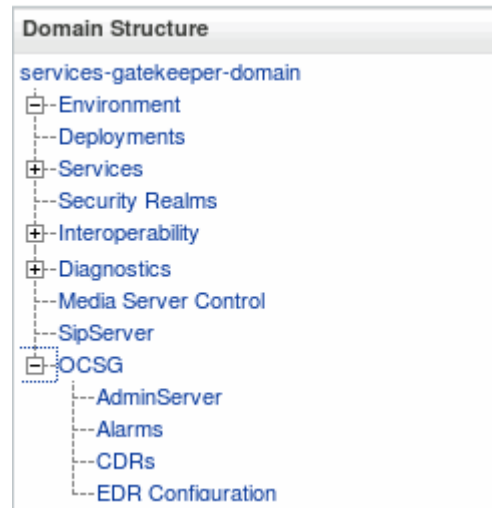 Domain Structure
services-gatekeeper-domain
Environment
Deployments
Services
Security Realms
Interoperability
Diagnostics
Media Server Control
SipServer
OCSG
AdminServer
Alarms
CDRs
EDR Configuration